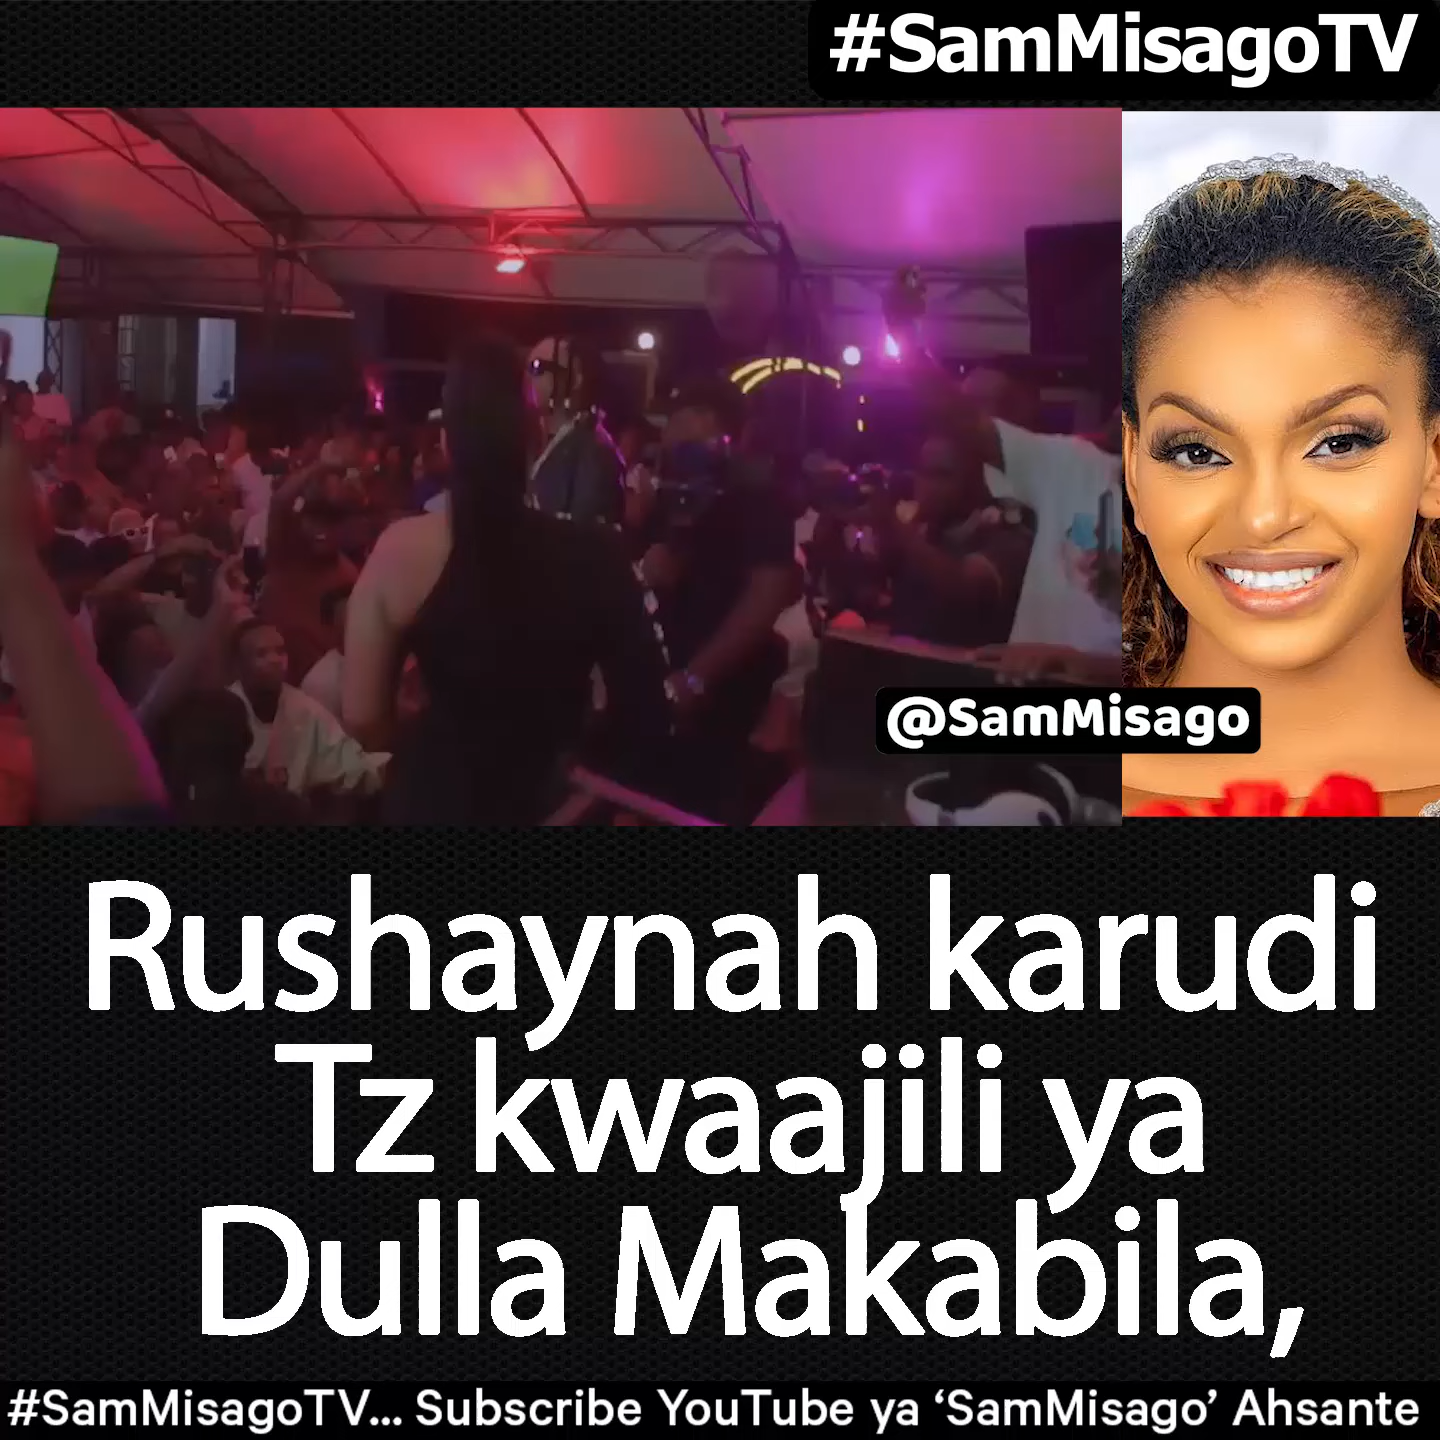 #SamMisagoTV
@SamMisago
Rushaynah karudi
Tz kwaajili ya
Dulla Makabila,
#SamMisagoTV... Subscribe YouTube ya ‘SamMisago’ Ahsante